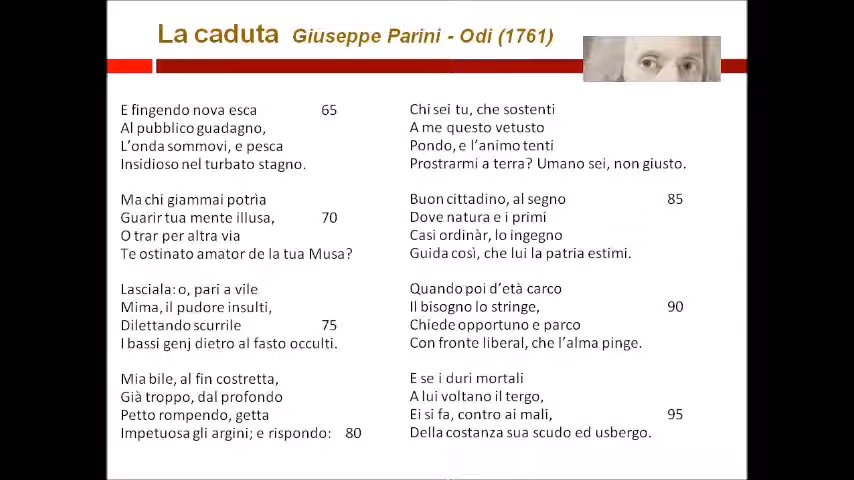 La caduta Giuseppe Parini - Odi (1761)
E fingendo nova esca 65
Al pubblico guadagno,
L'onda sommovi, e pesca
Insidioso nel turbato stagno.
Ma chi giammai potrìa
Guarir tua mente illusa, 70
O trar per altra via
Te ostinato amator de la tua Musa?
Lasciala: o, pari a vile
Mima, il pudore insulti,
Dilettando scurrile 75
I bassi genj dietro al fasto occulti.
Mia bile, al fin costretta,
Già troppo, dal profondo
Petto rompendo, getta
Impetuosa gli argini; e rispondo: 80
Chi sei tu, che sostenti
A me questo vetusto
Pondo, e l'animo tenti
Prostrarmi a terra? Umano sei, non giusto.
Buon cittadino, al segno 85
Dove natura e i primi
Casi ordinàr, lo ingegno
Guida così, che lui la patria estimi.
Quando poi d'età carco
Il bisogno lo stringe, 90
Chiede opportuno e parco
Con fronte liberal, che l'alma pinge.
E se i duri mortali
A lui voltano il tergo,
Ei si fa, contro ai mali, 95
Della costanza sua scudo ed usbergo.